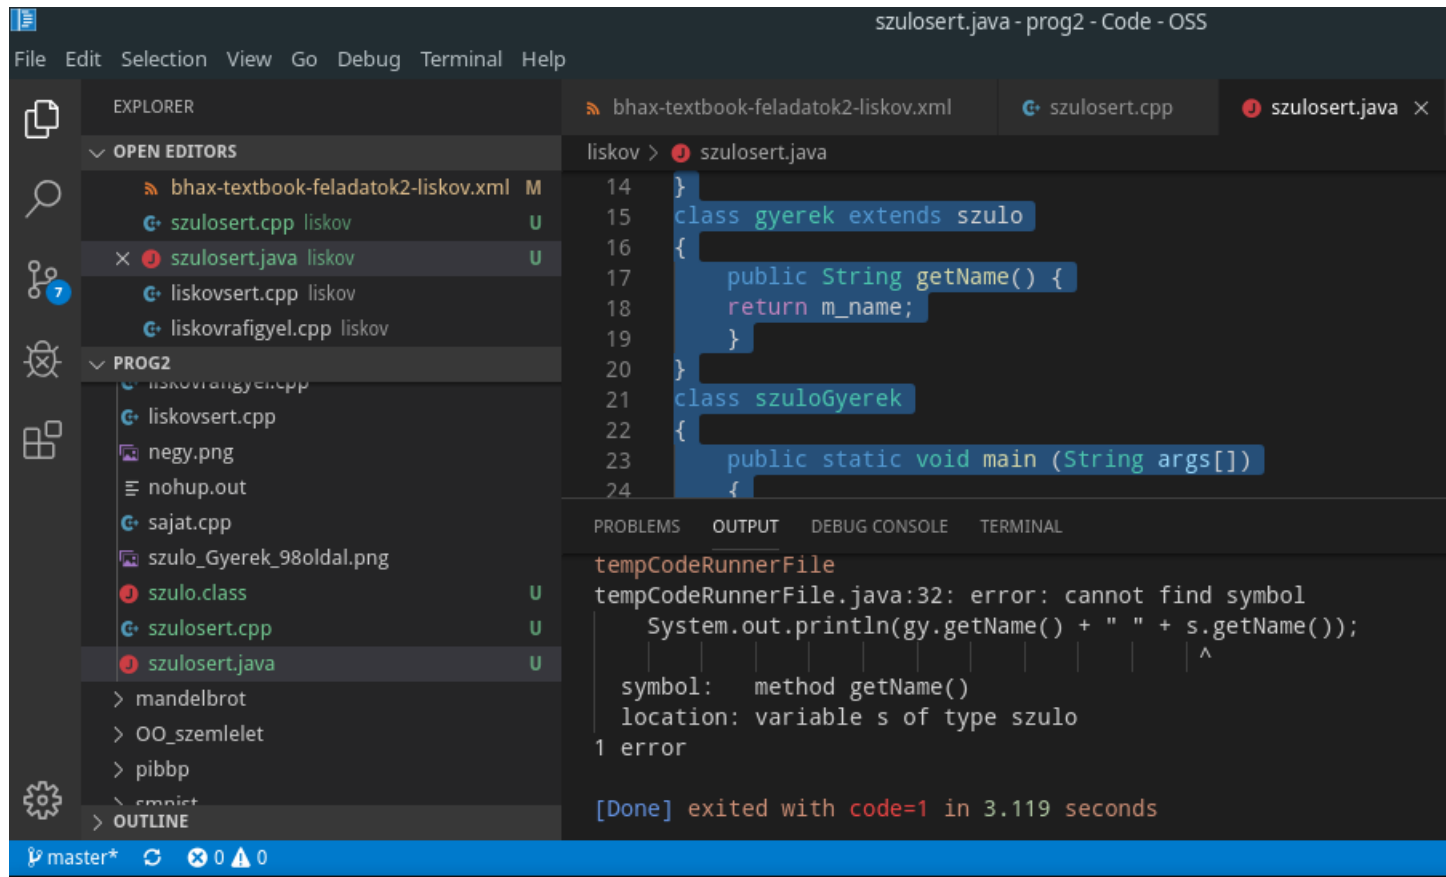 szulosert.java - prog2 - Code - OSS
File Edit Selection View Go Debug Terminal Help
EXPLORER
OPEN EDITORS
bhax-textbook-feladatok2-liskov.xml M
szulosert.cpp liskov U
szulosert.java liskov U
liskovsert.cpp liskov
liskovrafigyel.cpp liskov
7
PROG2
liskovrafigyel.cpp
liskovsert.cpp
negy.png
nohup.out
sajat.cpp
szulo_Gyerek_98oldal.png
szulo.class U
szulosert.cpp U
szulosert.java U
mandelbrot
OO_szemlelet
pibbp
smnist
OUTLINE
bhax-textbook-feladatok2-liskov.xml szulosert.cpp szulosert.java
liskov > szulosert.java
14 }
15 class gyerek extends szulo
16 {
17 public String getName() {
18 return m_name;
19 }
20 }
21 class szuloGyerek
22 {
23 public static void main (String args[])
24 {
PROBLEMS OUTPUT DEBUG CONSOLE TERMINAL
tempCodeRunnerFile
tempCodeRunnerFile.java:32: error: cannot find symbol
System.out.println(gy.getName() + " " + s.getName());
^
symbol: method getName()
location: variable s of type szulo
1 error
[Done] exited with code=1 in 3.119 seconds
master* 0 0